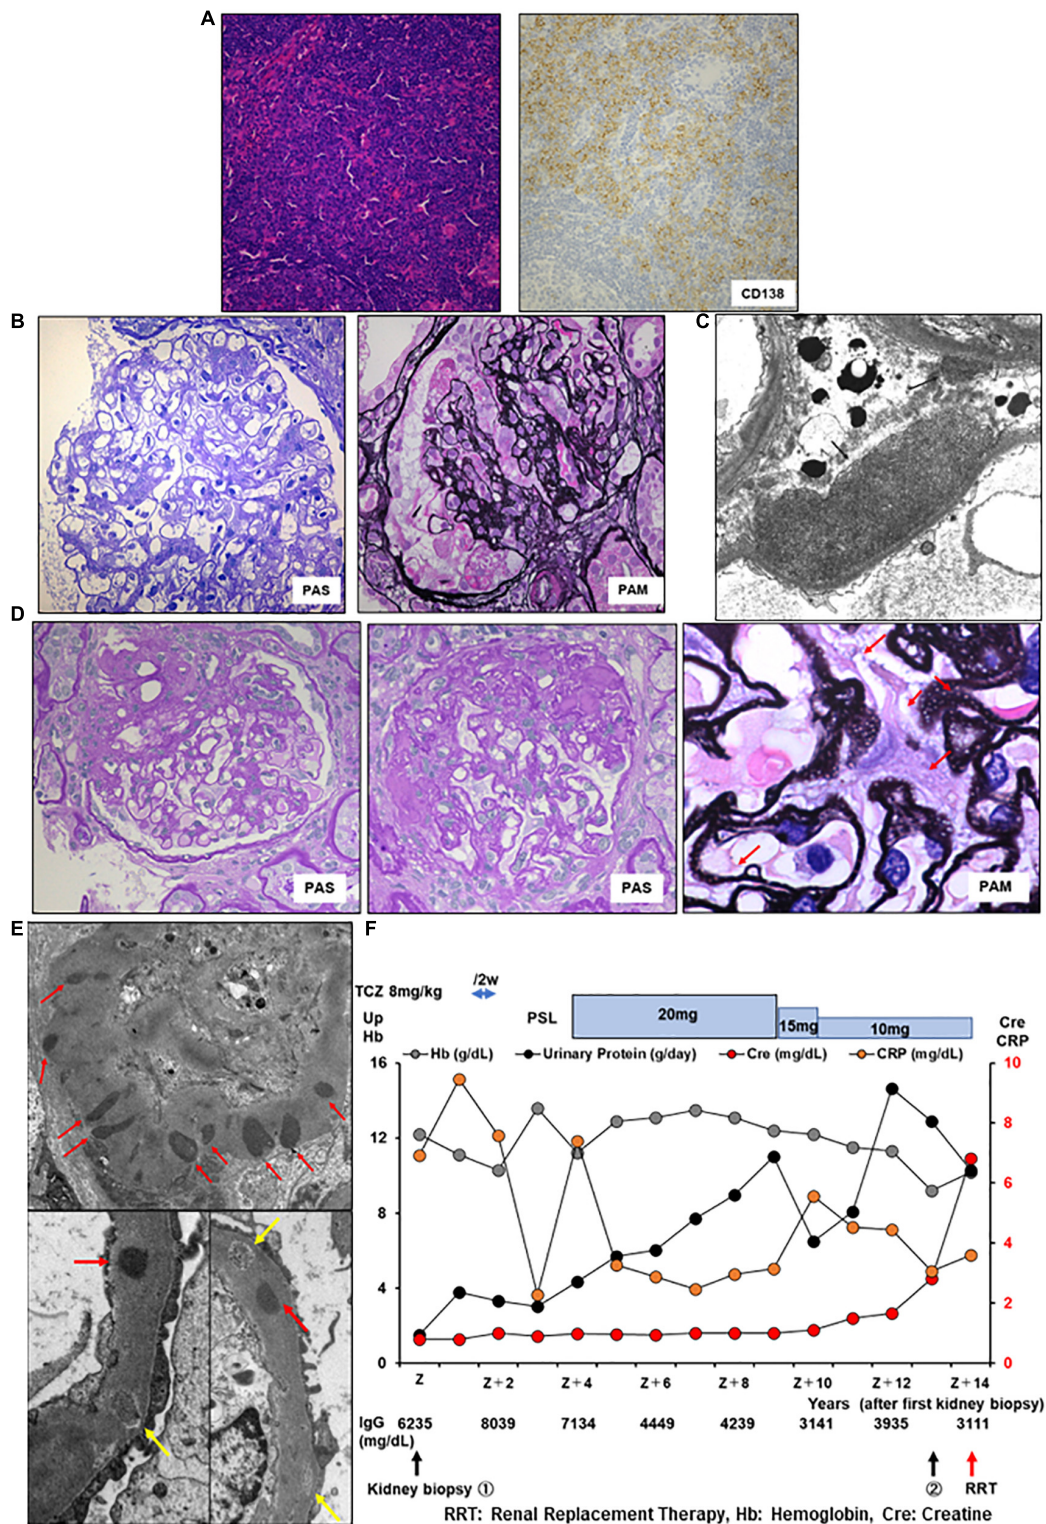 A
CD138
B
C
PAS
PAM
D
PAS
PAS
PAM
E
F
/2w
TCZ 8mg/kg
Up
Hb
PSL
20mg
15mg
10mg
Cre
CRP
Hb (g/dL)
Urinary Protein (g/day)
Cre (mg/dL)
CRP (mg/dL)
16
12
8
4
0
10
8
6
4
2
0
Z
Z+2
Z+4
Z+6
Z+8
Z+10
Z+12
Z+14
Years (after first kidney biopsy)
IgG
(mg/dL)
6235
8039
7134
4449
4239
3141
3935
3111
Kidney biopsy ①
②
RRT
RRT: Renal Replacement Therapy, Hb: Hemoglobin, Cre: Creatine